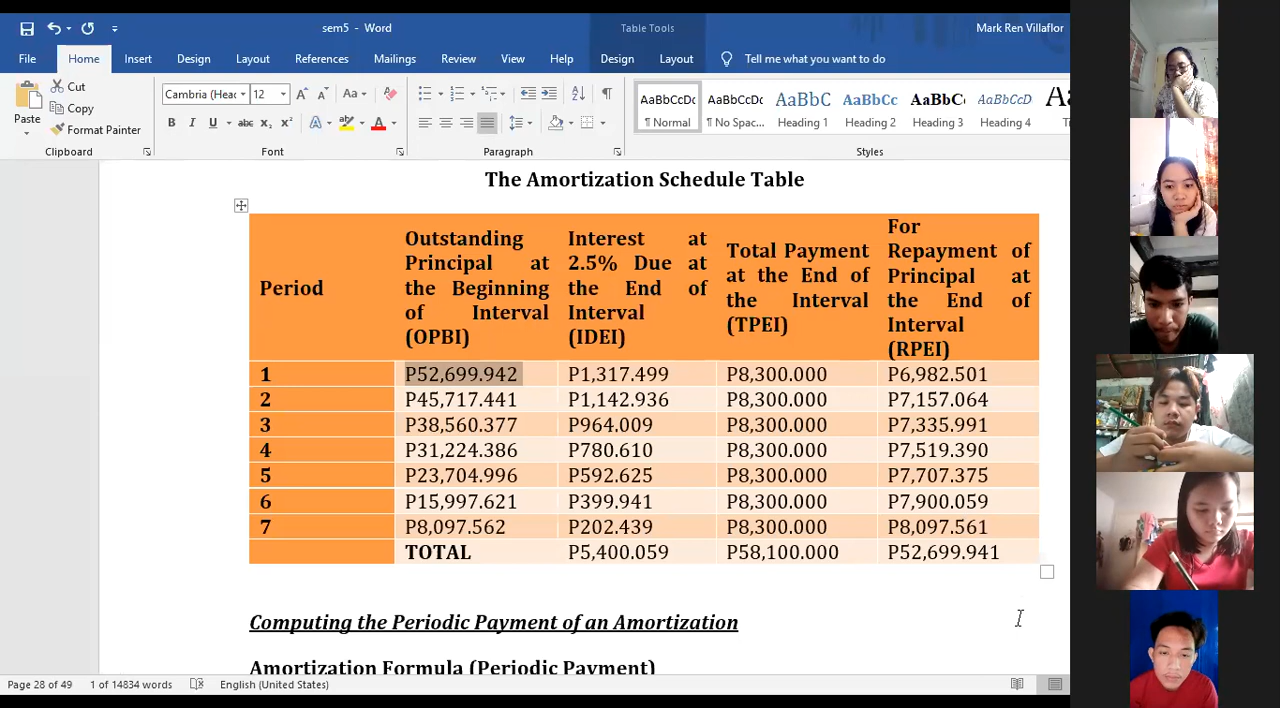 sem5 - Word
Table Tools
Mark Ren Villaflor
File Home Insert Design Layout References Mailings Review View Help Design Layout Tell me what you want to do
Paste
Cut
Copy
Format Painter
Clipboard
Cambria (Head 12
Aa
B I U abc x₂ x² A A
Font
Paragraph
AaBbCcDc AaBbCcDc AaBbC AaBbCc AaBbCc AaBbCcD
¶ Normal ¶ No Spac... Heading 1 Heading 2 Heading 3 Heading 4
Styles
The Amortization Schedule Table
Period
Outstanding
Principal at
the Beginning
of Interval
(OPBI)
Interest at
2.5% Due at
the End of
Interval
(IDEI)
Total Payment
at the End of
the Interval
(TPEI)
For
Repayment of
Principal at
the End of
Interval
(RPEI)
1 P52,699.942 P1,317.499 P8,300.000 P6,982.501
2 P45,717.441 P1,142.936 P8,300.000 P7,157.064
3 P38,560.377 P964.009 P8,300.000 P7,335.991
4 P31,224.386 P780.610 P8,300.000 P7,519.390
5 P23,704.996 P592.625 P8,300.000 P7,707.375
6 P15,997.621 P399.941 P8,300.000 P7,900.059
7 P8,097.562 P202.439 P8,300.000 P8,097.561
TOTAL P5,400.059 P58,100.000 P52,699.941
Computing the Periodic Payment of an Amortization
Amortization Formula (Periodic Payment)
Page 28 of 49 1 of 14834 words English (United States)